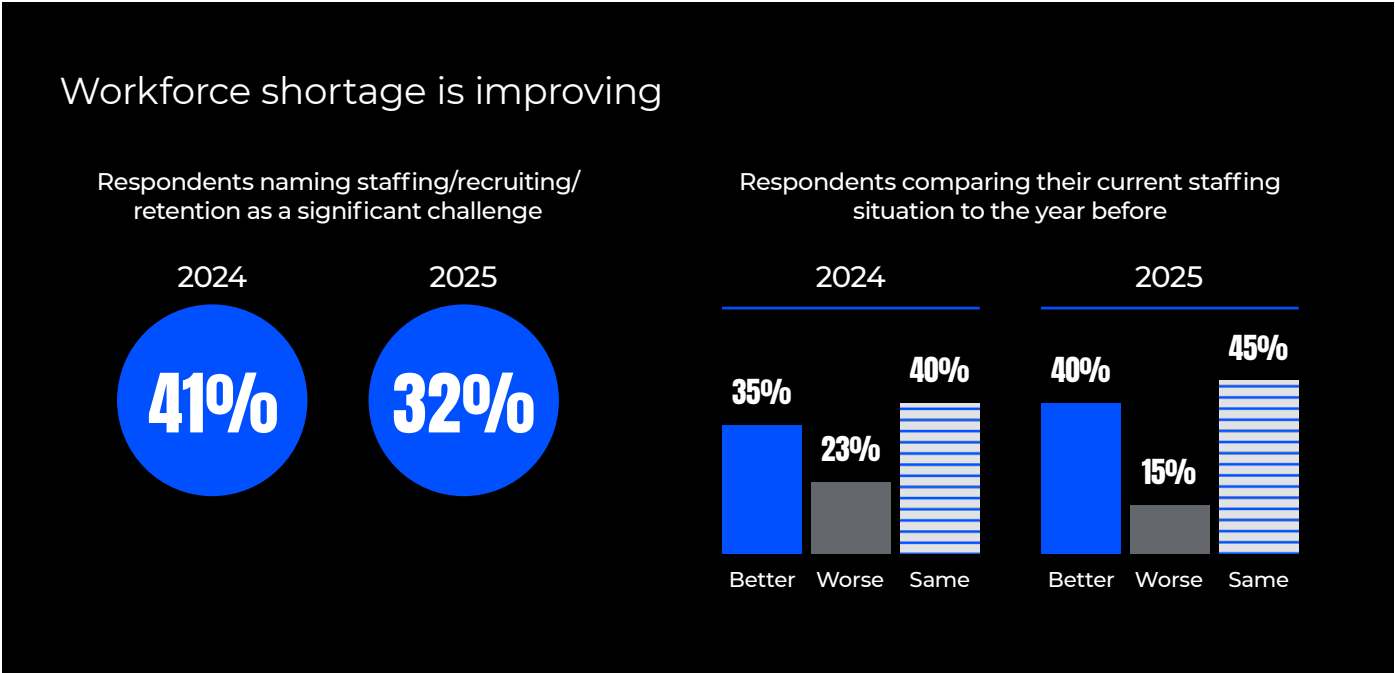 Workforce shortage is improving
Respondents naming staffing/recruiting/
retention as a significant challenge
2024
2025
41%
32%
Respondents comparing their current staffing
situation to the year before
2024
35%
23%
40%
Better
Worse
Same
2025
40%
15%
45%
Better
Worse
Same